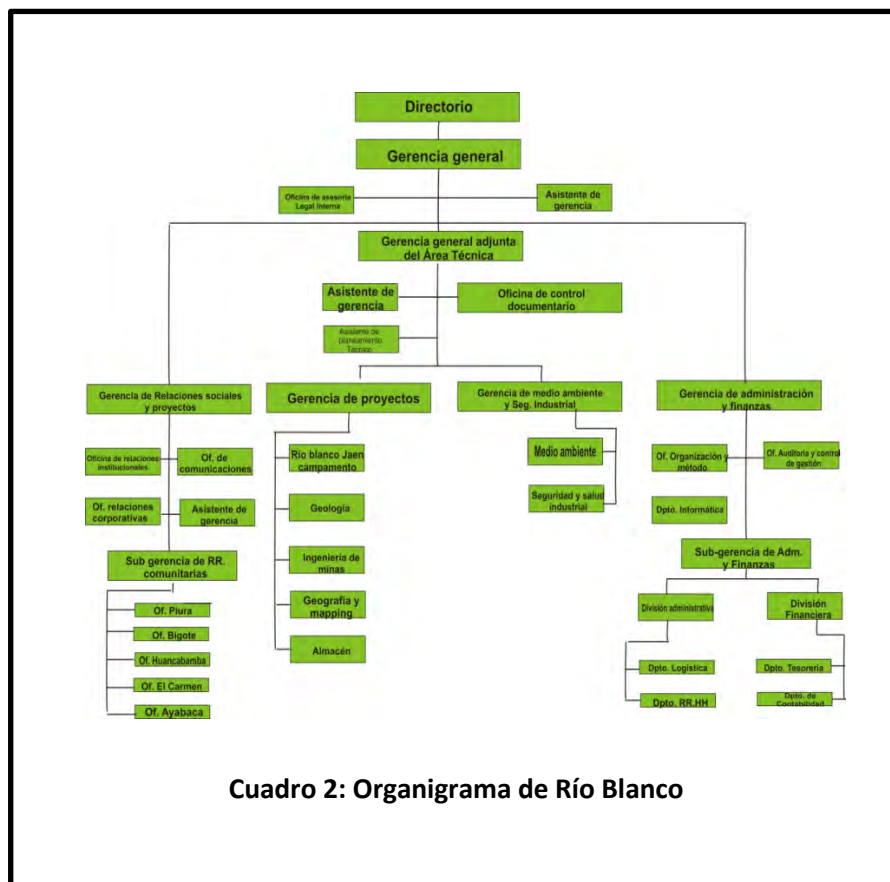 Directorio
Gerencia general
Oficina de asesoría
Legal interna
Asistente de
gerencia
Gerencia general adjunta
del Área Técnica
Asistente de
gerencia
Oficina de control
documentario
Asistente de
planeamiento
Técnico
Gerencia de Relaciones sociales
y proyectos
Gerencia de proyectos
Gerencia de medio ambiente
y Seg. Industrial
Gerencia de administración
y finanzas
Oficina de relaciones
institucionales
Of. de
comunicaciones
Of. relaciones
corporativas
Asistente de
gerencia
Sub gerencia de RR.
comunitarias
Of. Piura
Of. Bigote
Of. Huancabamba
Of. El Carmen
Of. Ayabaca
Río blanco Jaen
campamento
Geología
Ingeniería de
minas
Geografía y
mapping
Almacén
Medio ambiente
Seguridad y salud
industrial
Of. Organización y
método
Of. Auditoria y control
de gestión
Dpto. Informática
Sub-gerencia de Adm.
y Finanzas
División administrativa
División
Financiera
Dpto. Logística
Dpto. RR.HH
Dpto. Tesorería
Dpto. de
Contabilidad
Cuadro 2: Organigrama de Río Blanco